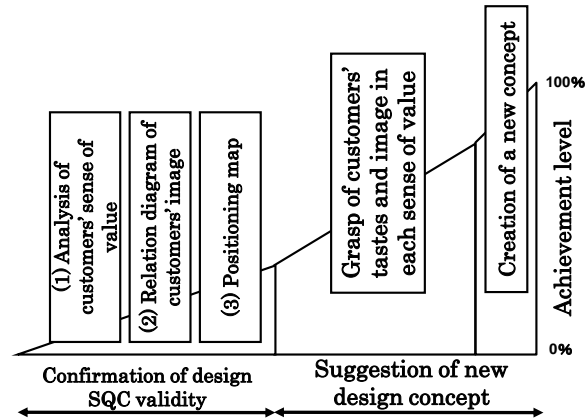 (1) Analysis of
customers' sense of
value
(2) Relation diagram of
customers' image
(3) Positioning map
Grasp of customers'
tastes and image in
each sense of value
Creation of a new concept
100%
Achievement level
0%
Confirmation of design
SQC validity
Suggestion of new
design concept